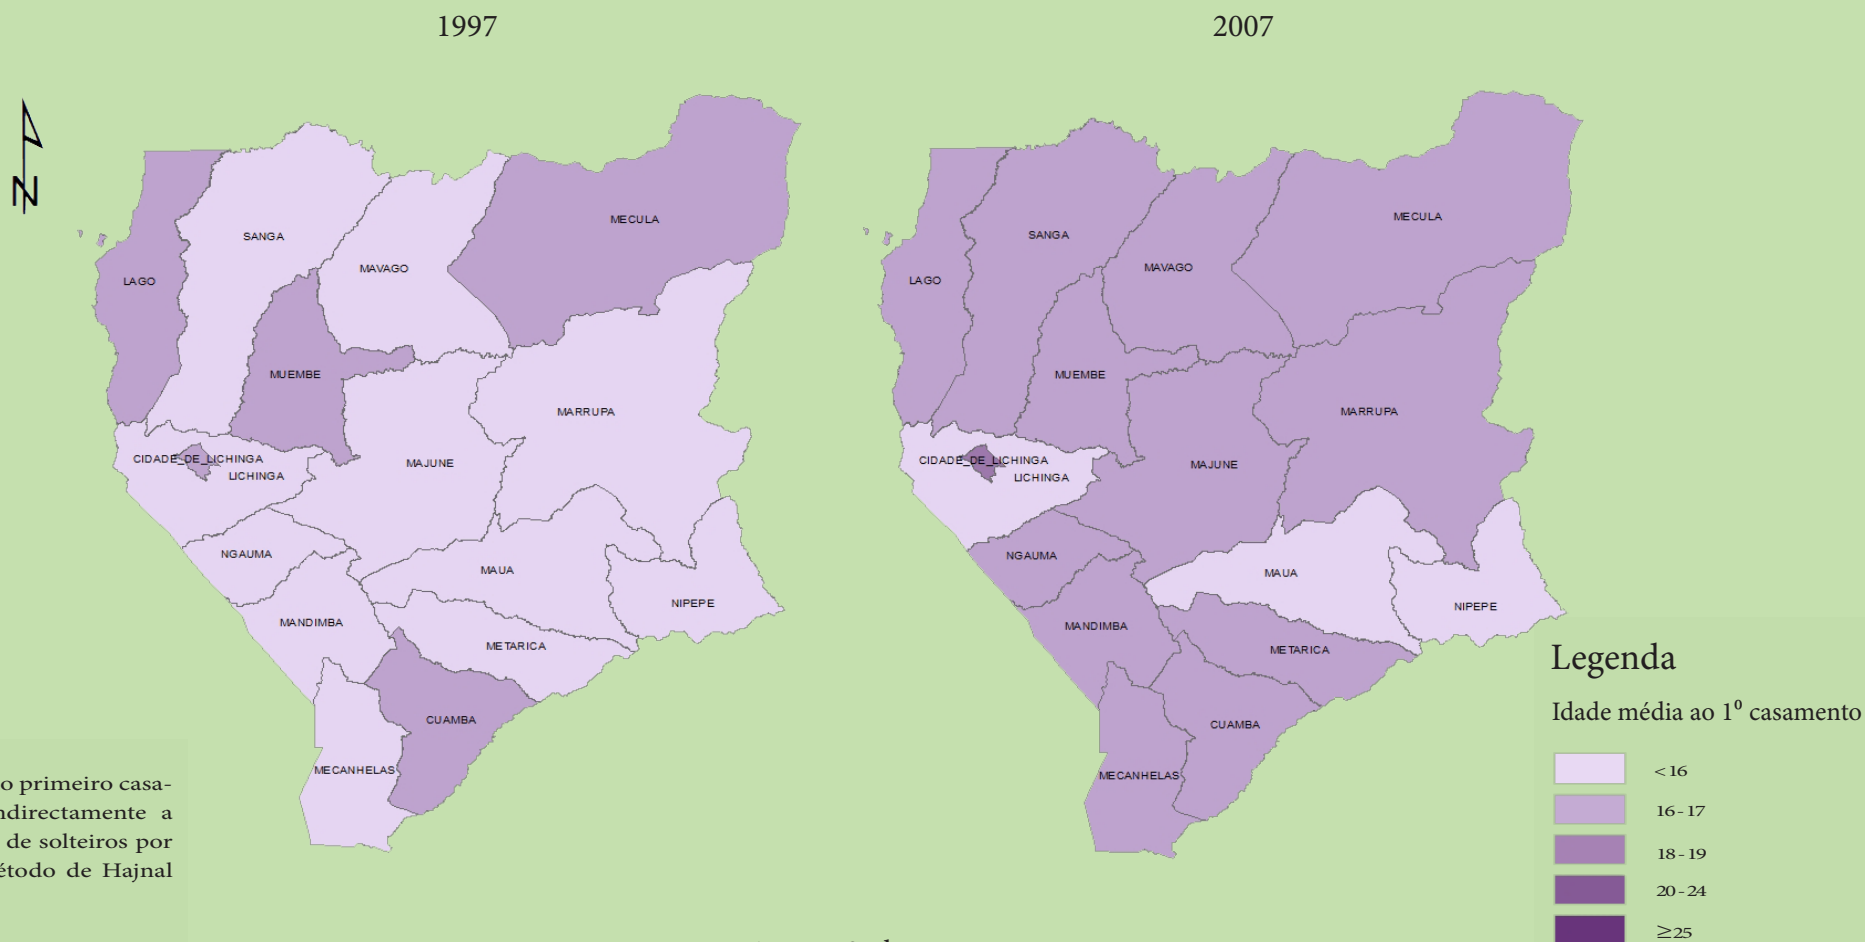 1997
2007
N
MECULA
SANGA
MAVAGO
LAGO
MUEMBE
MARRUPA
CIDADE_DE_LICHINGA
LICHINGA
MAJUNE
NGAUMA
MAUA
NIPEPE
MANDIMBA
METARICA
CUAMBA
MECANHELAS
MECULA
SANGA
MAVAGO
LAGO
MUEMBE
MARRUPA
CIDADE_DE_LICHINGA
LICHINGA
MAJUNE
NGAUMA
MAUA
NIPEPE
MANDIMBA
METARICA
CUAMBA
MECANHELAS
o primeiro casa-
ndirectamente a
de solteiros por
étodo de Hajnal
Legenda
Idade média ao 1º casamento
<16
16-17
18-19
20-24
≥25